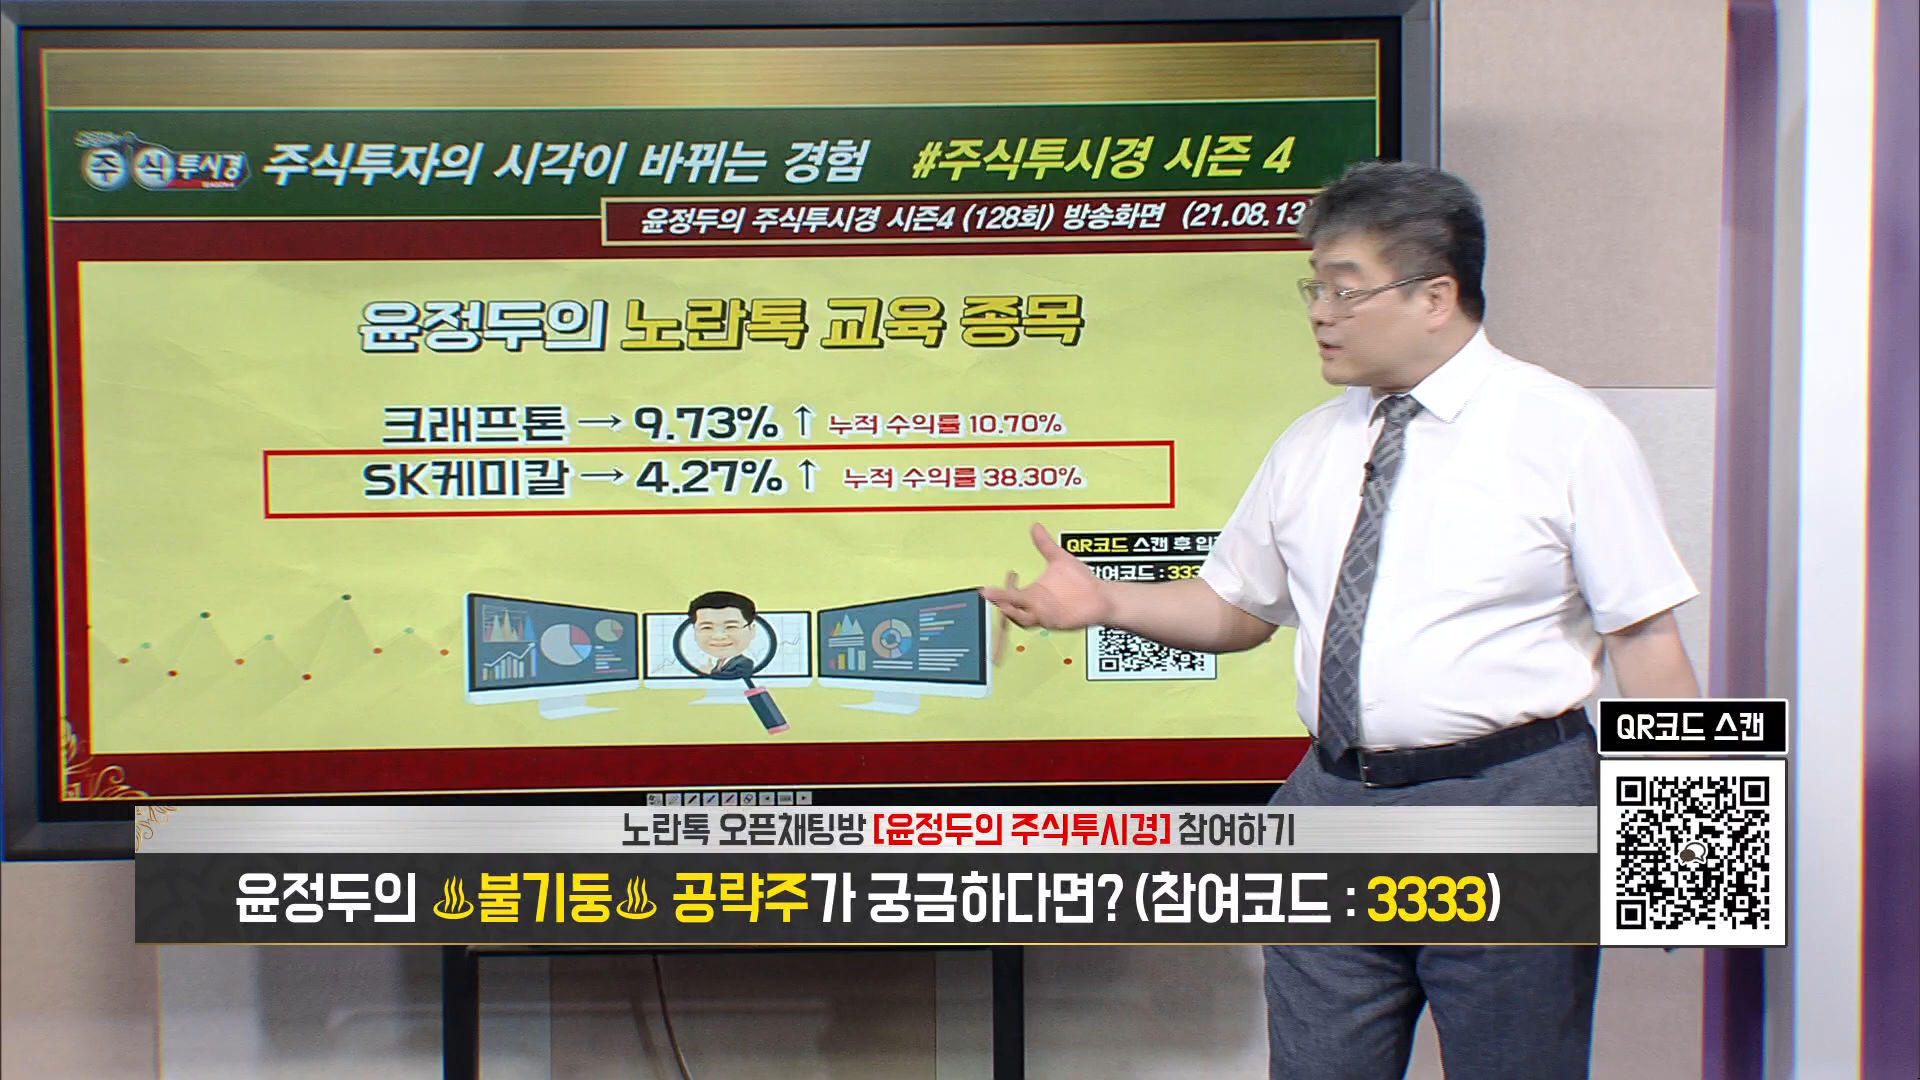 주식투시경 주식투자의 시각이 바뀌는 경험 #주식투시경 시즌 4
윤정두의 주식투시경 시즌4 (128회) 방송화면 (21.08.13)
윤정두의 노란톡 교육 종목
크래프톤 → 9.73% ↑ 누적 수익률 10.70%
SK케미칼 → 4.27% ↑ 누적 수익률 38.30%
QR코드 스캔 후
참여코드 : 333
QR코드 스캔
노란톡 오픈채팅방 [윤정두의 주식투시경] 참여하기
윤정두의 ♨불기둥♨ 공략주가 궁금하다면? (참여코드 : 3333)